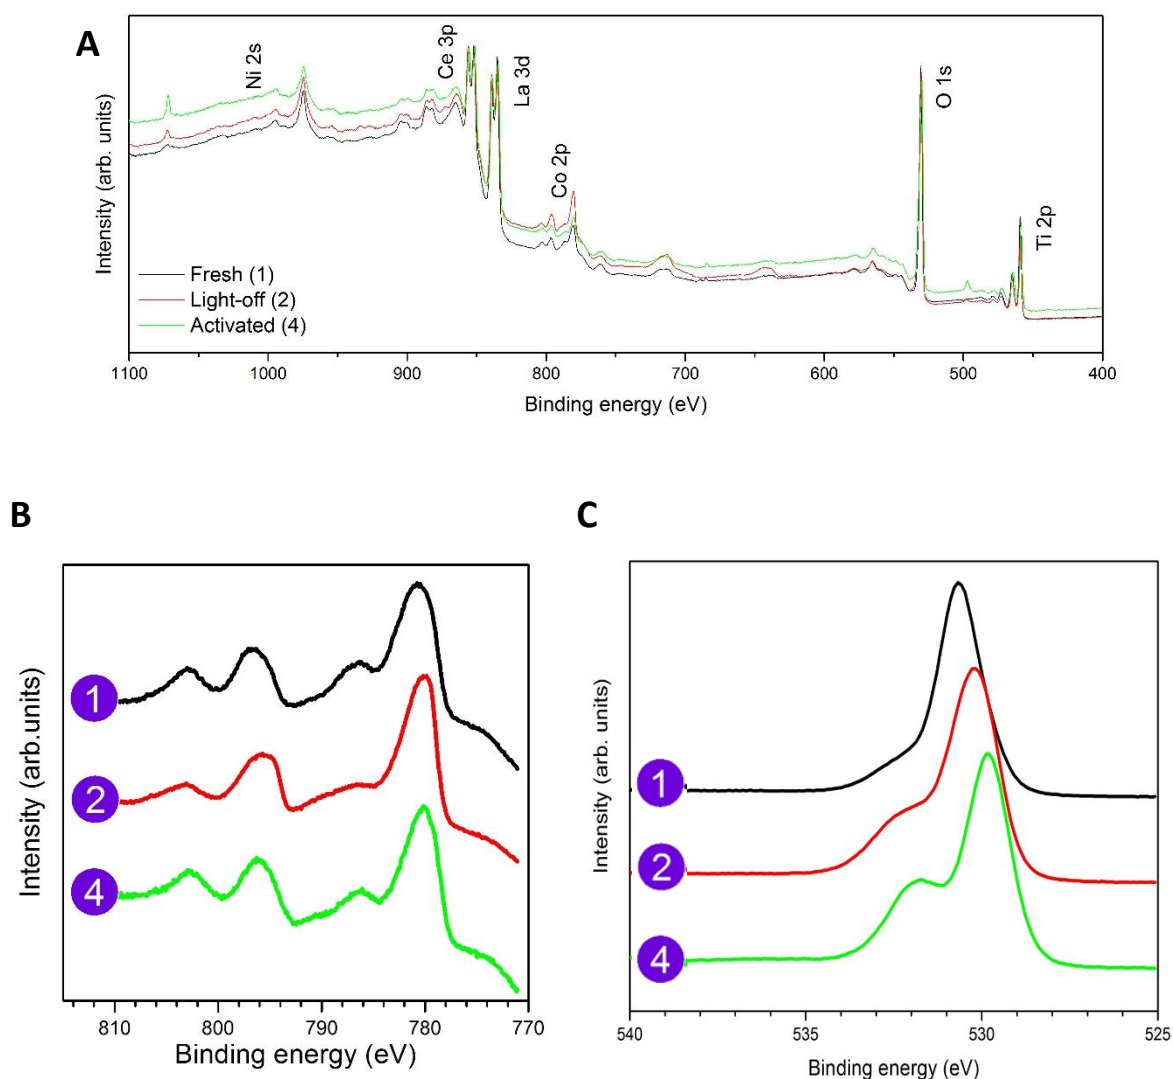 A
Ni 2s
Ce 3p
La 3d
Co 2p
O 1s
Ti 2p
Intensity (arb. units)
Fresh (1)
Light-off (2)
Activated (4)
1100 1000 900 800 700 600 500 400
Binding energy (eV)
B
Intensity (arb.units)
1
2
4
810 800 790 780 770
Binding energy (eV)
C
Intensity (arb. units)
1
2
4
540 535 530 525
Binding energy (eV)